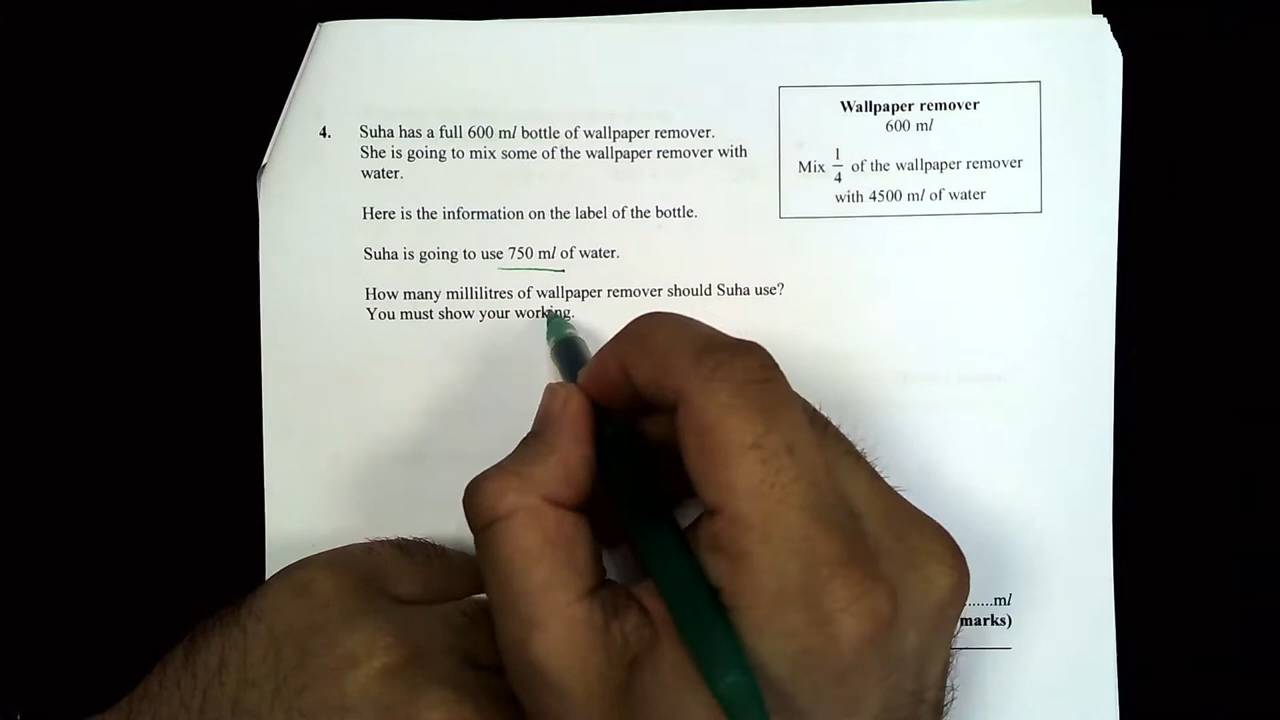 4. Suha has a full 600 ml bottle of wallpaper remover.
She is going to mix some of the wallpaper remover with
water.
Here is the information on the label of the bottle.
Suha is going to use 750 ml of water.
How many millilitres of wallpaper remover should Suha use?
You must show your working.
Wallpaper remover
600 ml
Mix 1/4 of the wallpaper remover
with 4500 ml of water
.......ml
marks)